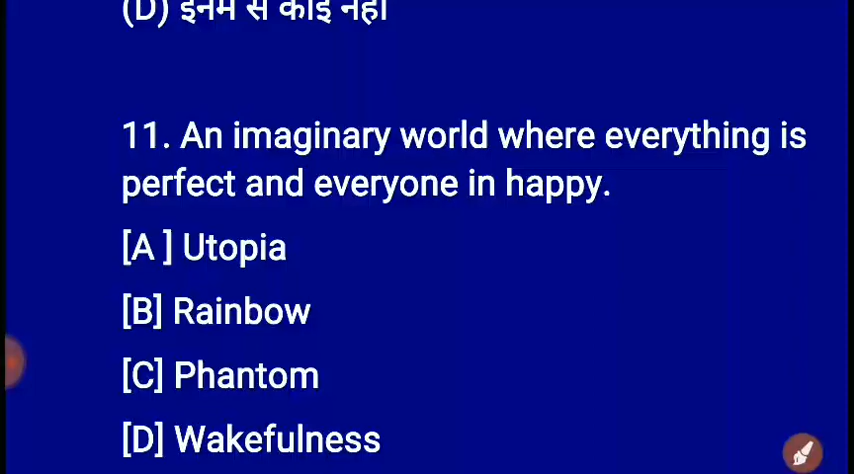 (D) इनमें से कोई नहीं
11. An imaginary world where everything is
perfect and everyone in happy.
[A ] Utopia
[B] Rainbow
[C] Phantom
[D] Wakefulness